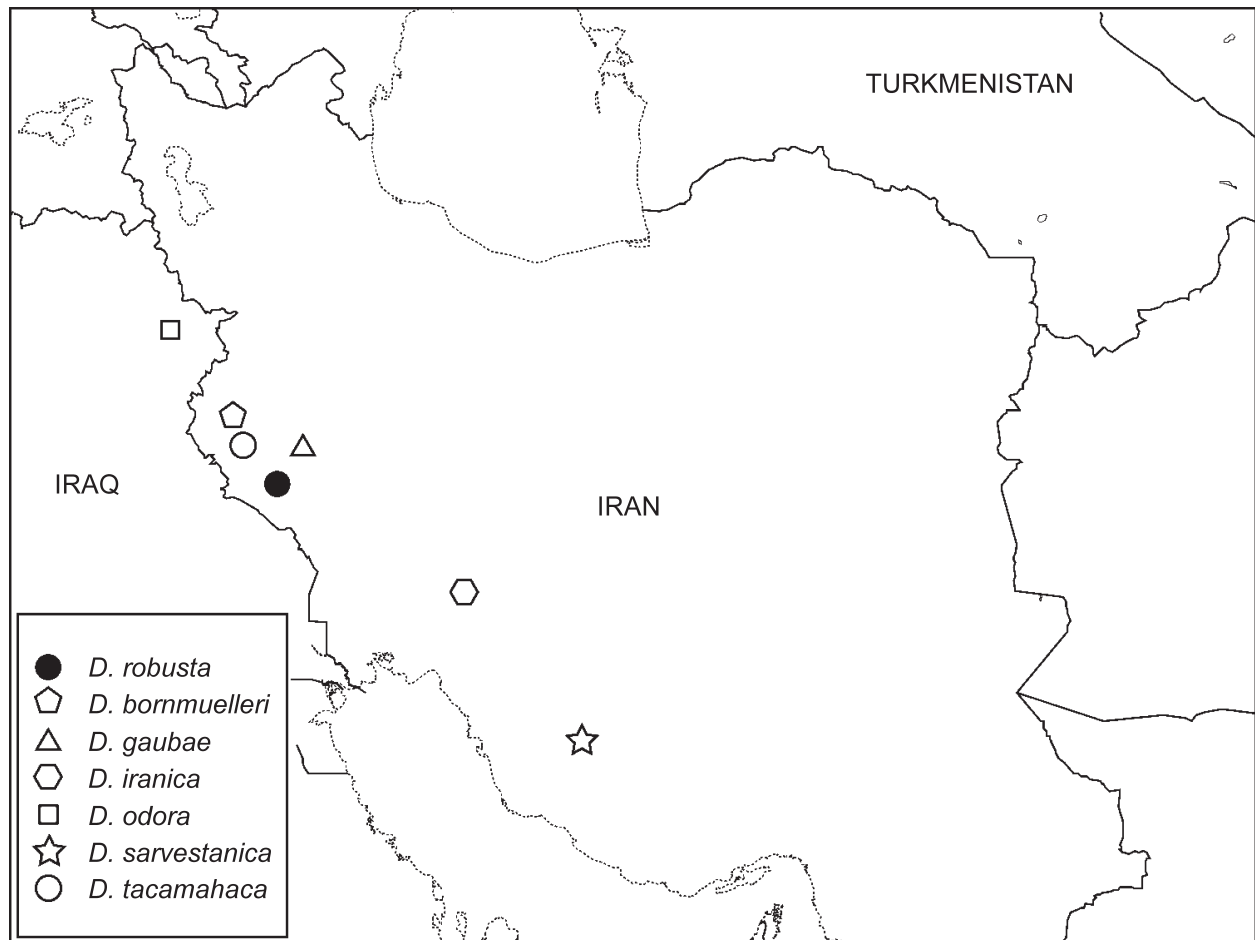 TURKMENISTAN
IRAQ
IRAN
D. robusta
D. bornmuelleri
D. gaubae
D. iranica
D. odora
D. sarvestanica
D. tacamahaca